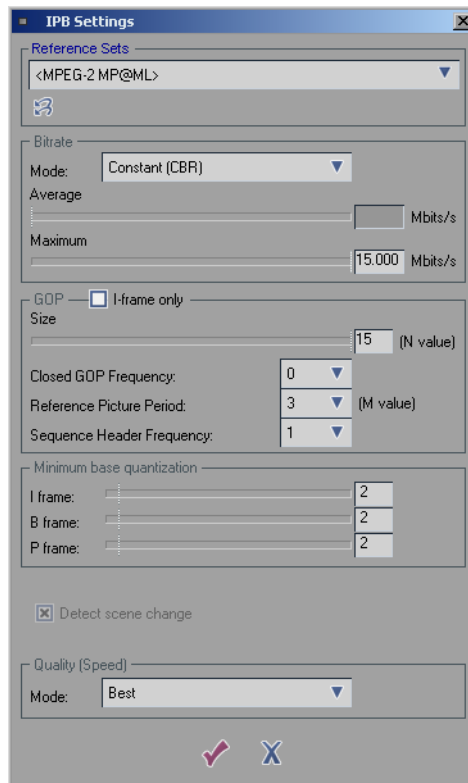 IPB Settings
Reference Sets
<MPEG-2 MP@ML>
Bitrate
Mode: Constant (CBR)
Average
Mbits/s
Maximum
15.000 Mbits/s
GOP I-frame only
Size
15 (N value)
Closed GOP Frequency: 0
Reference Picture Period: 3 (M value)
Sequence Header Frequency: 1
Minimum base quantization
I frame: 2
B frame: 2
P frame: 2
Detect scene change
Quality (Speed)
Mode: Best